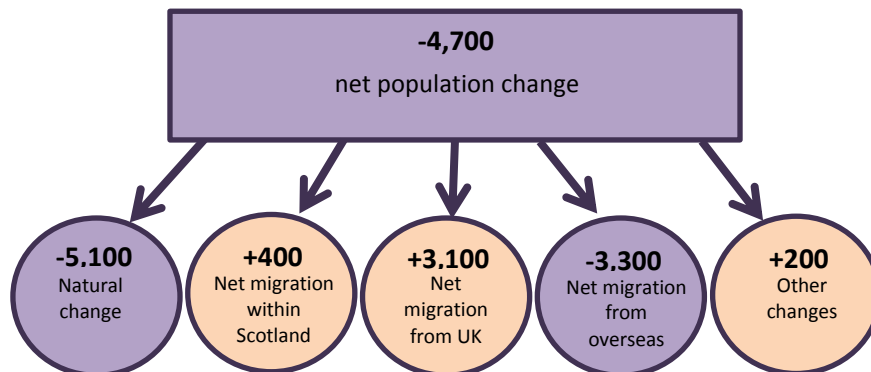 -4,700
net population change
-5,100
Natural
change
+400
Net migration
within
Scotland
+3,100
Net
migration
from UK
-3,300
Net migration
from
overseas
+200
Other
changes